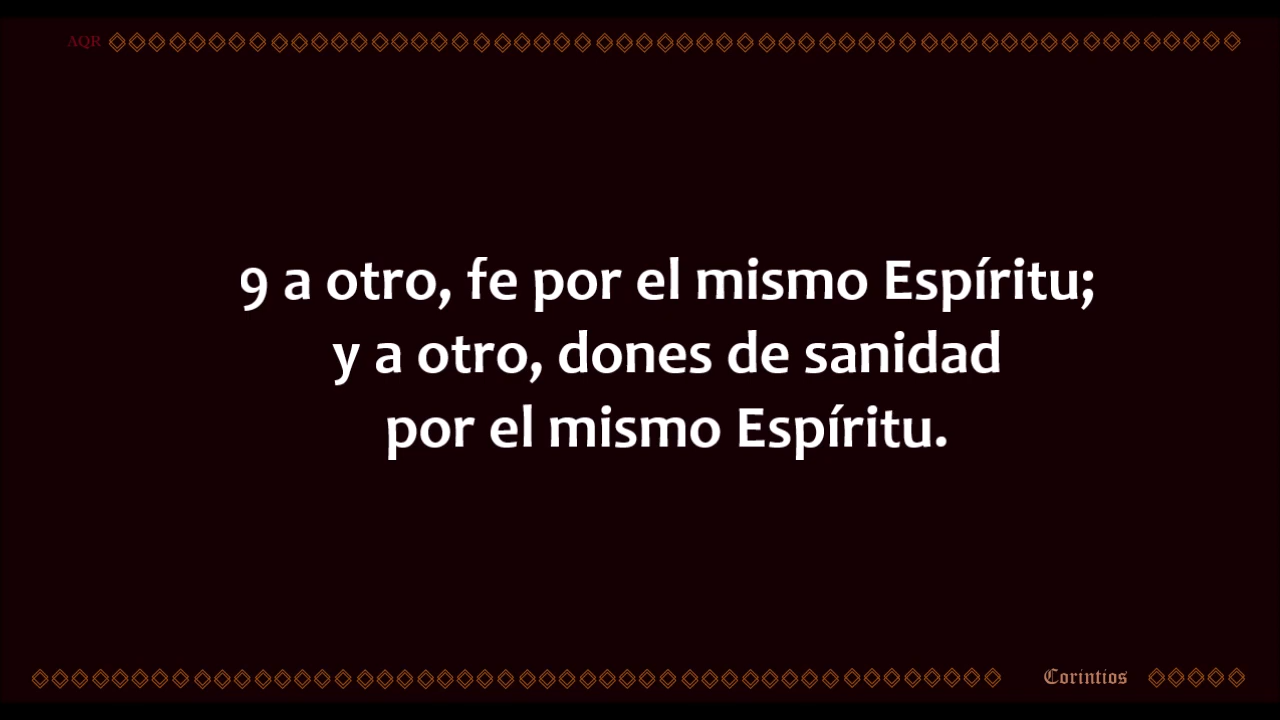 AQR
9 a otro, fe por el mismo Espíritu;
y a otro, dones de sanidad
por el mismo Espíritu.
Corintios